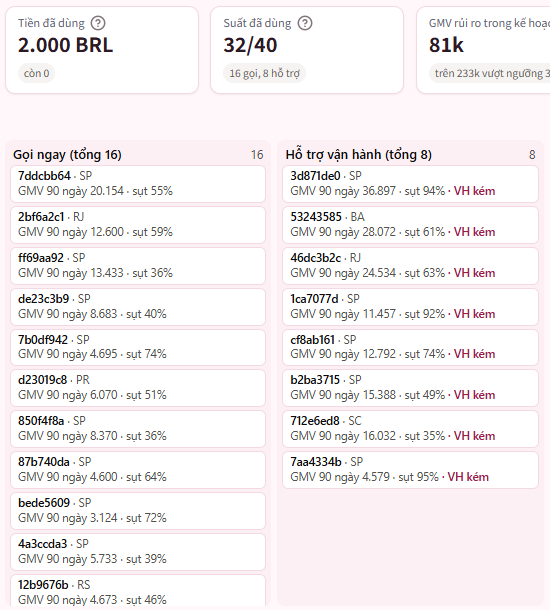 Tiền đã dùng ?
2.000 BRL
còn 0
Suất đã dùng ?
32/40
16 gọi, 8 hỗ trợ
GMV rủi ro trong kế hoạ
81k
trên 233k vượt ngưỡng 3
Gọi ngay (tổng 16) 16
7ddcbb64 · SP
GMV 90 ngày 20.154 · sụt 55%
2bf6a2c1 · RJ
GMV 90 ngày 12.600 · sụt 59%
ff69aa92 · SP
GMV 90 ngày 13.433 · sụt 36%
de23c3b9 · SP
GMV 90 ngày 8.683 · sụt 40%
7b0df942 · SP
GMV 90 ngày 4.695 · sụt 74%
d23019c8 · PR
GMV 90 ngày 6.070 · sụt 51%
850f4f8a · SP
GMV 90 ngày 8.370 · sụt 36%
87b740da · SP
GMV 90 ngày 4.600 · sụt 64%
bede5609 · SP
GMV 90 ngày 3.124 · sụt 72%
4a3ccda3 · SP
GMV 90 ngày 5.733 · sụt 39%
12b9676b · RS
GMV 90 ngày 4.673 · sụt 46%
Hỗ trợ vận hành (tổng 8) 8
3d871de0 · SP
GMV 90 ngày 36.897 · sụt 94% · VH kém
53243585 · BA
GMV 90 ngày 28.072 · sụt 61% · VH kém
46dc3b2c · RJ
GMV 90 ngày 24.534 · sụt 63% · VH kém
1ca7077d · SP
GMV 90 ngày 11.457 · sụt 92% · VH kém
cf8ab161 · SP
GMV 90 ngày 12.792 · sụt 74% · VH kém
b2ba3715 · SP
GMV 90 ngày 15.388 · sụt 49% · VH kém
712e6ed8 · SC
GMV 90 ngày 16.032 · sụt 35% · VH kém
7aa4334b · SP
GMV 90 ngày 4.579 · sụt 95% · VH kém